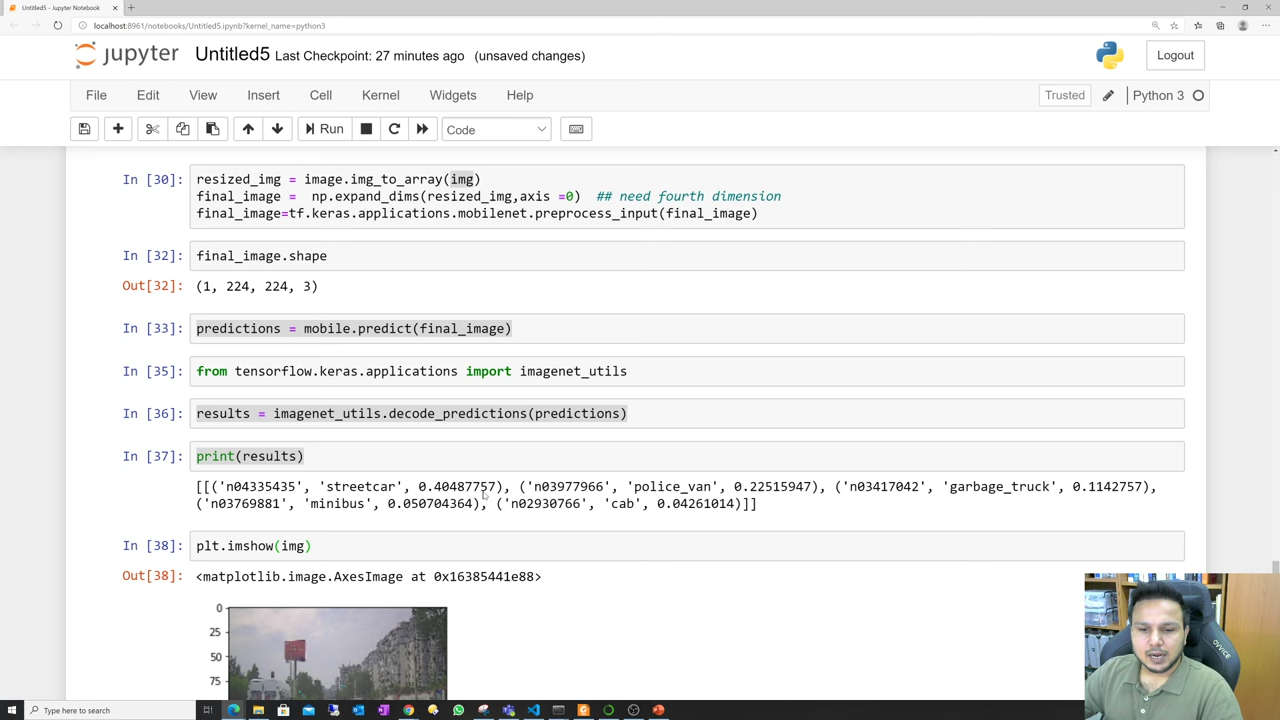 Untitled5 - Jupyter Notebook
localhost:8961/notebooks/Untitled5.ipynb?kernel_name=python3
jupyter Untitled5 Last Checkpoint: 27 minutes ago (unsaved changes)
Logout
File Edit View Insert Cell Kernel Widgets Help
Trusted Python 3
Run Code
In [30]: resized_img = image.img_to_array(img)
final_image = np.expand_dims(resized_img,axis =0) ## need fourth dimension
final_image=tf.keras.applications.mobilenet.preprocess_input(final_image)
In [32]: final_image.shape
Out[32]: (1, 224, 224, 3)
In [33]: predictions = mobile.predict(final_image)
In [35]: from tensorflow.keras.applications import imagenet_utils
In [36]: results = imagenet_utils.decode_predictions(predictions)
In [37]: print(results)
[[('n04335435', 'streetcar', 0.40487757), ('n03977966', 'police_van', 0.22515947), ('n03417042', 'garbage_truck', 0.1142757),
('n03769881', 'minibus', 0.050704364), ('n02930766', 'cab', 0.04261014)]]
In [38]: plt.imshow(img)
Out[38]: <matplotlib.image.AxesImage at 0x16385441e88>
0
25
50
75
Type here to search